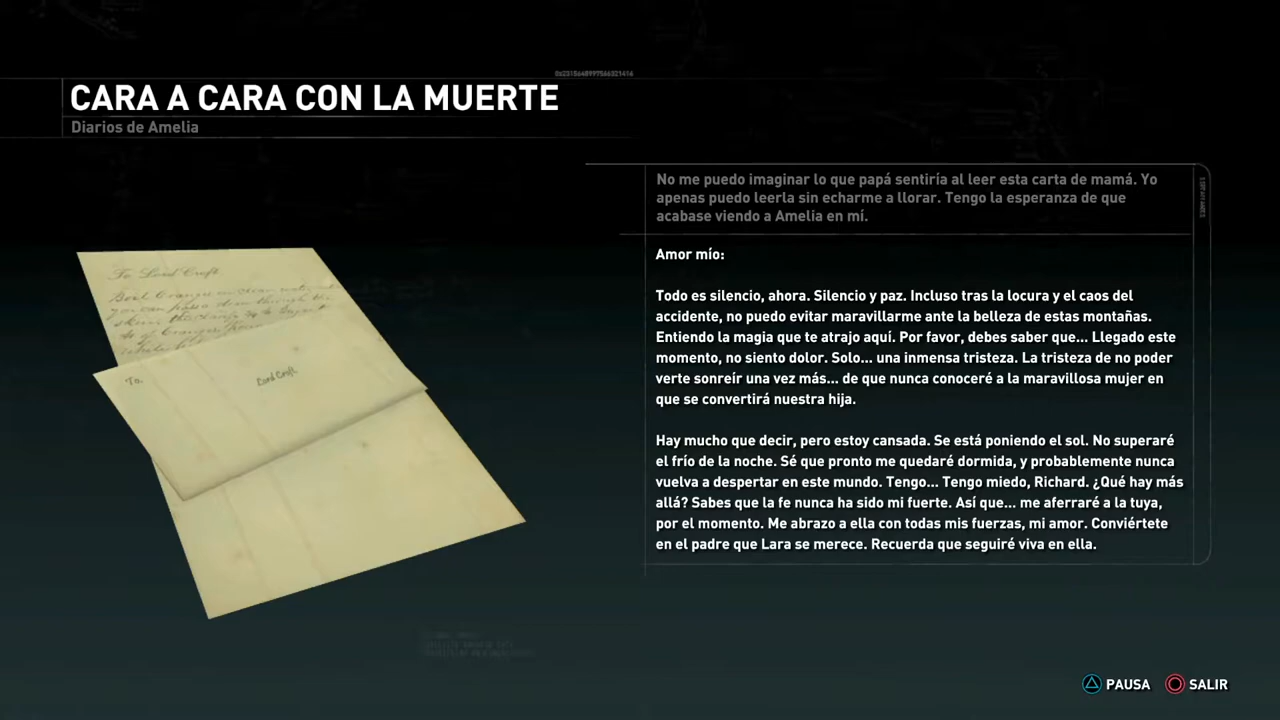 0x2315648997566321416
CARA A CARA CON LA MUERTE
Diarios de Amelia
No me puedo imaginar lo que papá sentiría al leer esta carta de mamá. Yo
apenas puedo leerla sin echarme a llorar. Tengo la esperanza de que
acabase viendo a Amelia en mí.
Amor mío:
Todo es silencio, ahora. Silencio y paz. Incluso tras la locura y el caos del
accidente, no puedo evitar maravillarme ante la belleza de estas montañas.
Entiendo la magia que te atrajo aquí. Por favor, debes saber que... Llegado este
momento, no siento dolor. Solo... una inmensa tristeza. La tristeza de no poder
verte sonreír una vez más... de que nunca conoceré a la maravillosa mujer en
que se convertirá nuestra hija.
Hay mucho que decir, pero estoy cansada. Se está poniendo el sol. No superaré
el frío de la noche. Sé que pronto me quedaré dormida, y probablemente nunca
vuelva a despertar en este mundo. Tengo... Tengo miedo, Richard. ¿Qué hay más
allá? Sabes que la fe nunca ha sido mi fuerte. Así que... me aferraré a la tuya,
por el momento. Me abrazo a ella con todas mis fuerzas, mi amor. Conviértete
en el padre que Lara se merece. Recuerda que seguiré viva en ella.
To Lord Croft
you can pass
To.
Lord Croft
PAUSA
SALIR